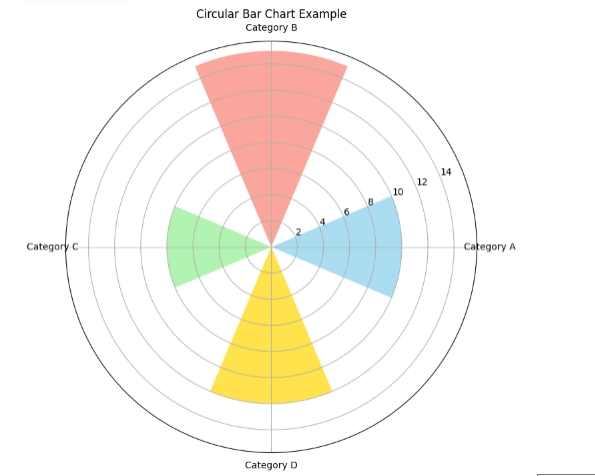 Circular Bar Chart Example
Category B
14
12
10
8
6
4
2
Category C
Category A
Category D